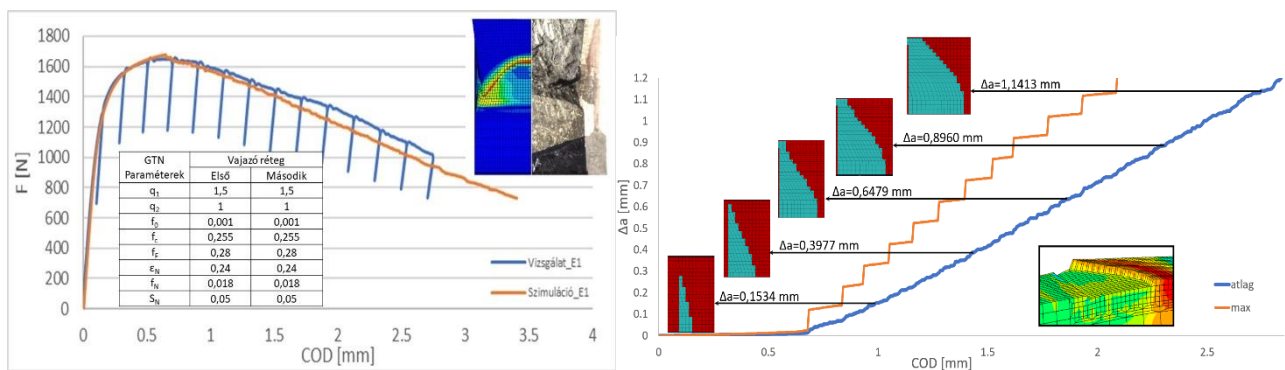 F [N]
1800
1600
1400
1200
1000
800
600
400
200
0
0 0.5 1 1.5 2 2.5 3 3.5 4
COD [mm]
GTN Paraméterek Vajazó réteg
Első Második
q1 1,5 1,5
q2 1 1
f0 0,001 0,001
fc 0,255 0,255
fF 0,28 0,28
εN 0,24 0,24
fN 0,018 0,018
SN 0,05 0,05
Vizsgálat_E1
Szimuláció_E1
Δa [mm]
1.2
1.1
1
0.9
0.8
0.7
0.6
0.5
0.4
0.3
0.2
0.1
0
0 0.5 1 1.5 2 2.5
COD [mm]
Δa=1,1413 mm
Δa=0,8960 mm
Δa=0,6479 mm
Δa=0,3977 mm
Δa=0,1534 mm
atlag
max